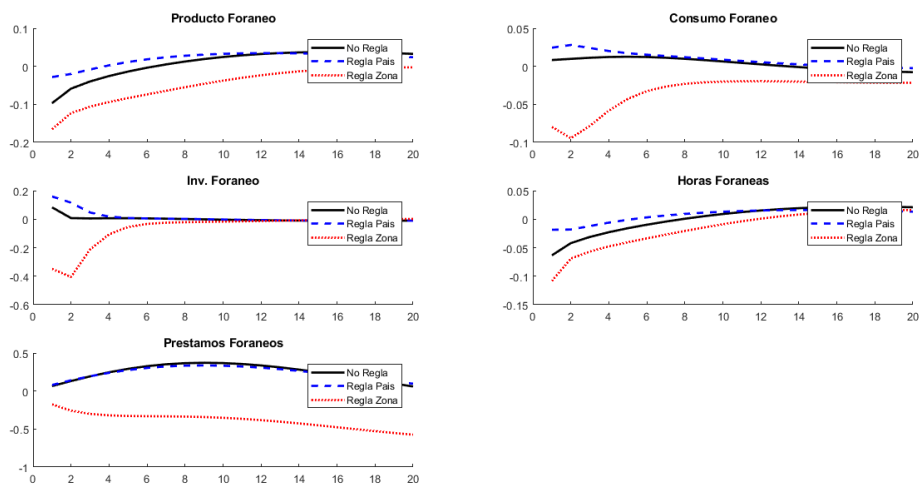 Producto Foraneo
0.1
0
-0.1
-0.2
0 2 4 6 8 10 12 14 16 18 20
No Regla
Regla Pais
Regla Zona
Consumo Foraneo
0.05
0
-0.05
-0.1
0 2 4 6 8 10 12 14 16 18 20
No Regla
Regla Pais
Regla Zona
Inv. Foraneo
0.2
0
-0.2
-0.4
-0.6
0 2 4 6 8 10 12 14 16 18 20
No Regla
Regla Pais
Regla Zona
Horas Foraneas
0.05
0
-0.05
-0.1
-0.15
0 2 4 6 8 10 12 14 16 18 20
No Regla
Regla Pais
Regla Zona
Prestamos Foraneos
0.5
0
-0.5
-1
0 2 4 6 8 10 12 14 16 18 20
No Regla
Regla Pais
Regla Zona